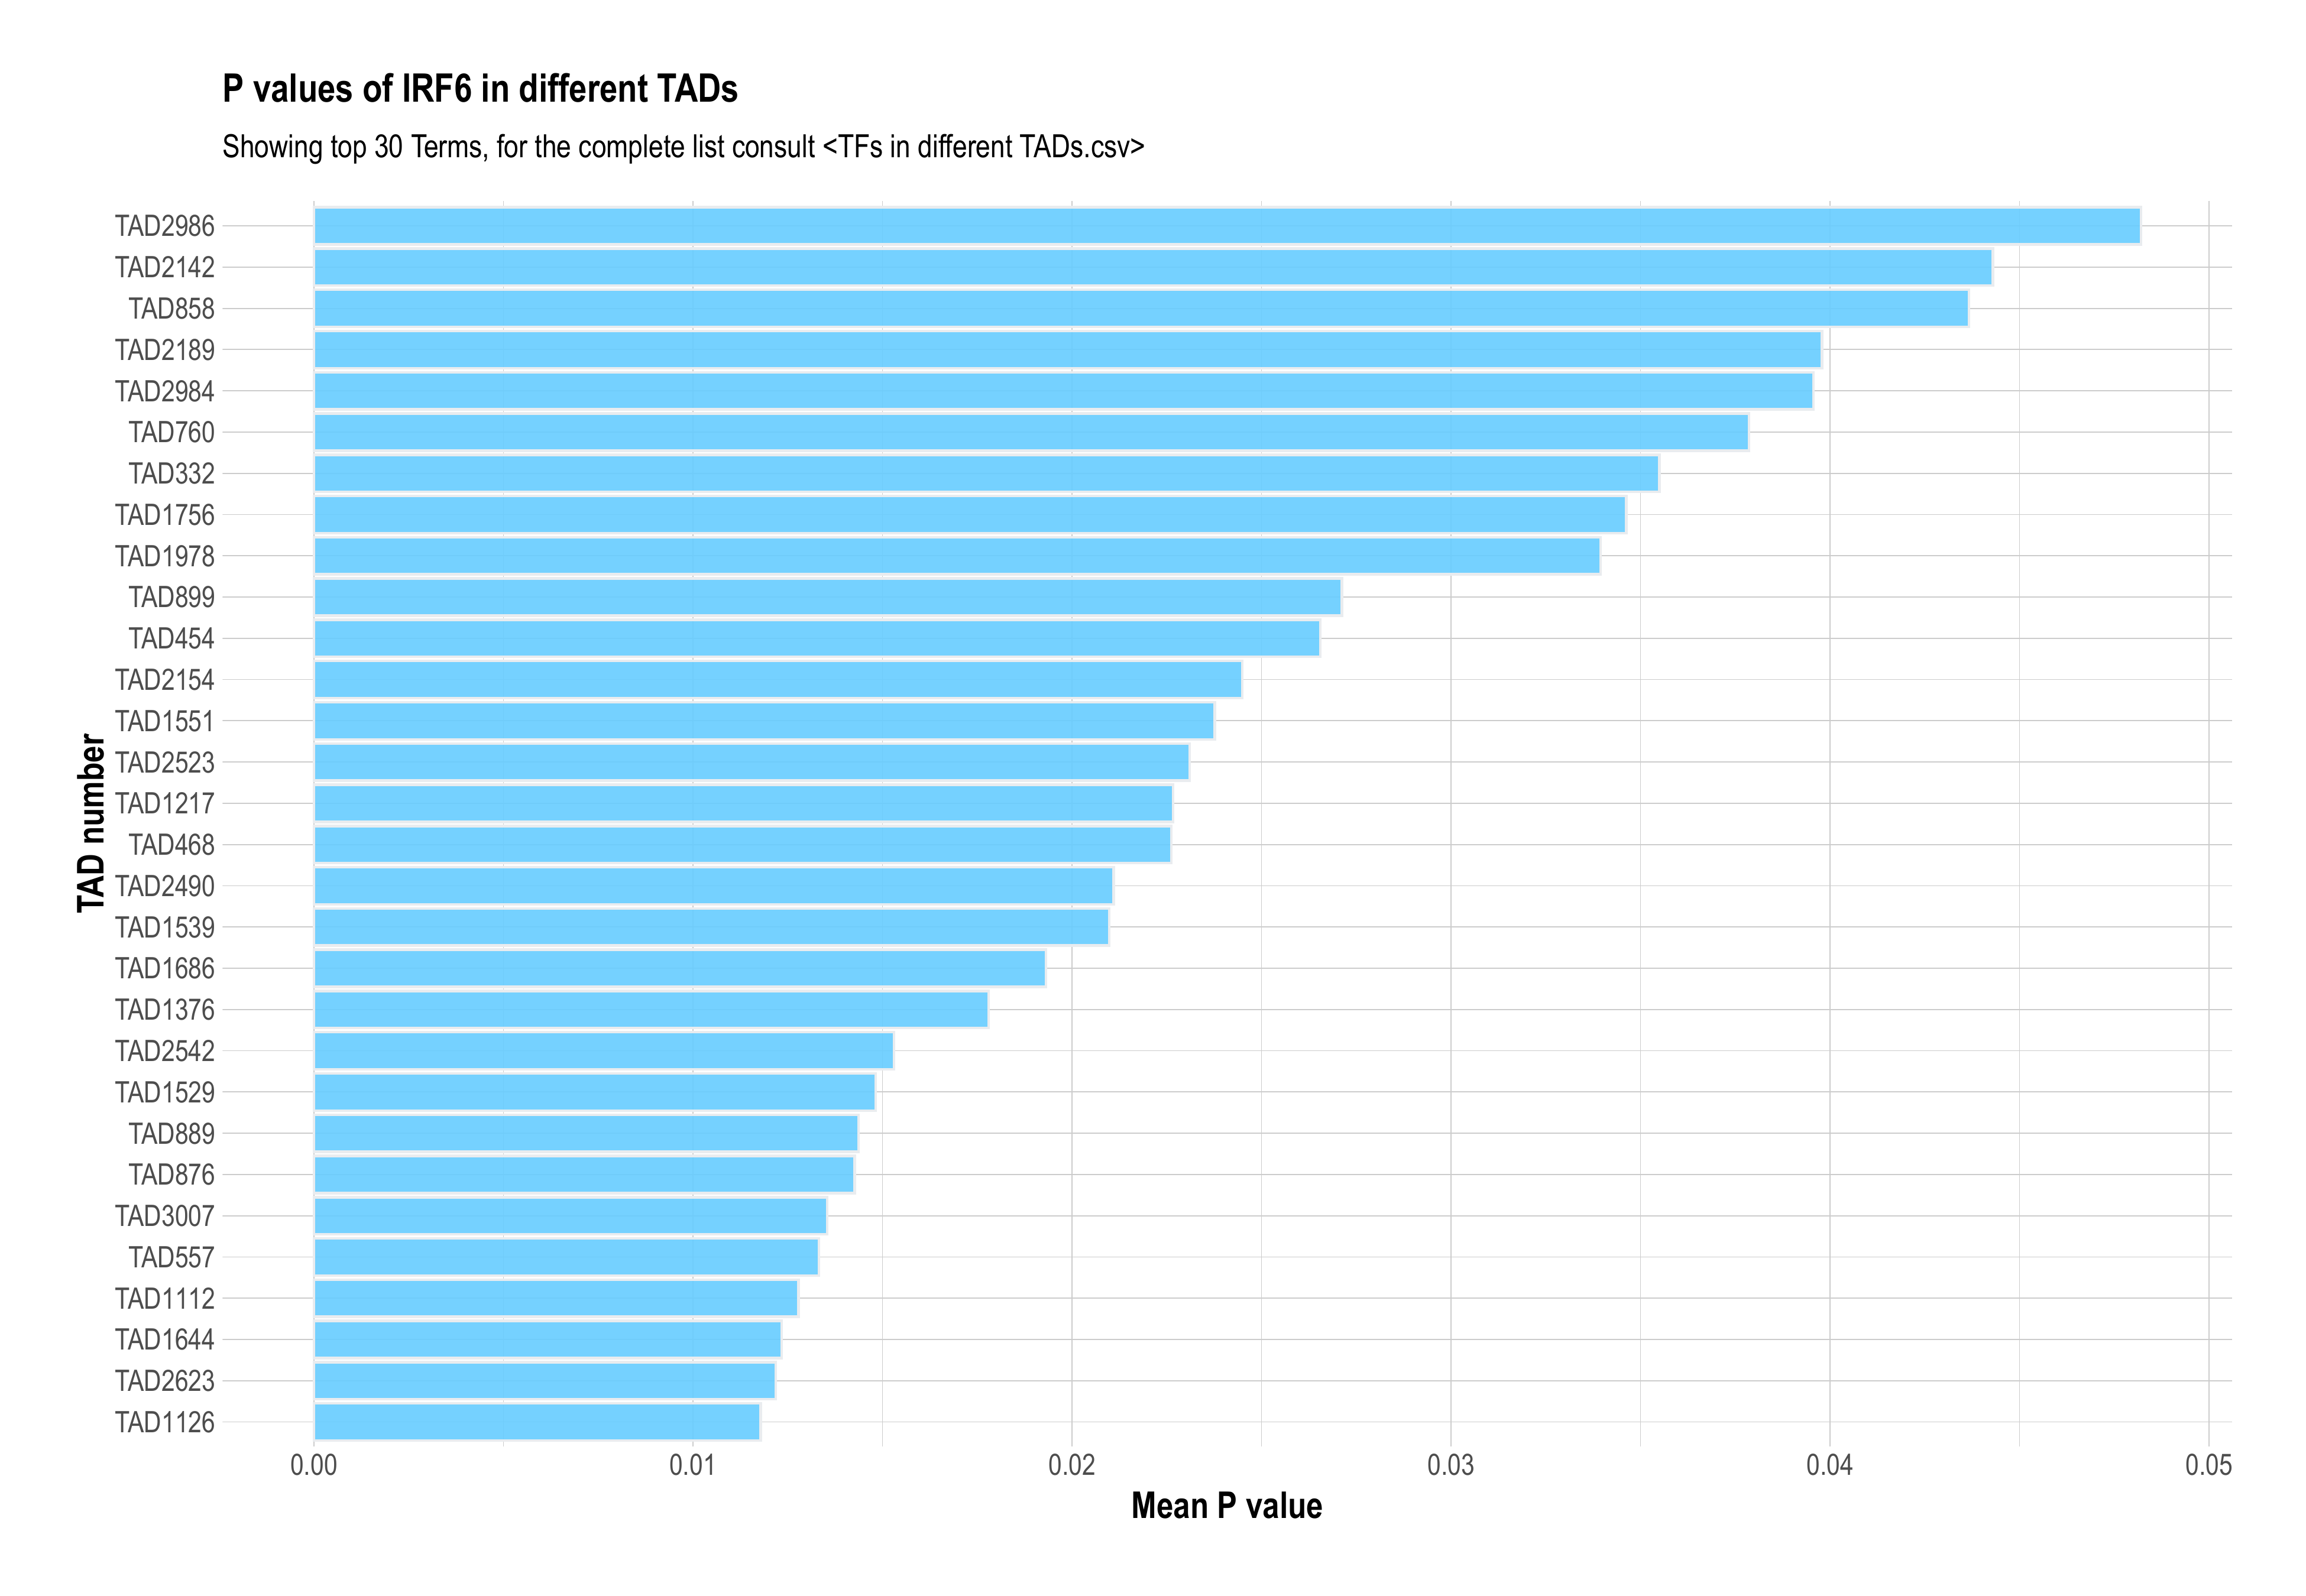 P values of IRF6 in different TADs
Showing top 30 Terms, for the complete list consult <TFs in different TADs.csv>
TAD number
TAD2986
TAD2142
TAD858
TAD2189
TAD2984
TAD760
TAD332
TAD1756
TAD1978
TAD899
TAD454
TAD2154
TAD1551
TAD2523
TAD1217
TAD468
TAD2490
TAD1539
TAD1686
TAD1376
TAD2542
TAD1529
TAD889
TAD876
TAD3007
TAD557
TAD1112
TAD1644
TAD2623
TAD1126
0.00 0.01 0.02 0.03 0.04 0.05
Mean P value